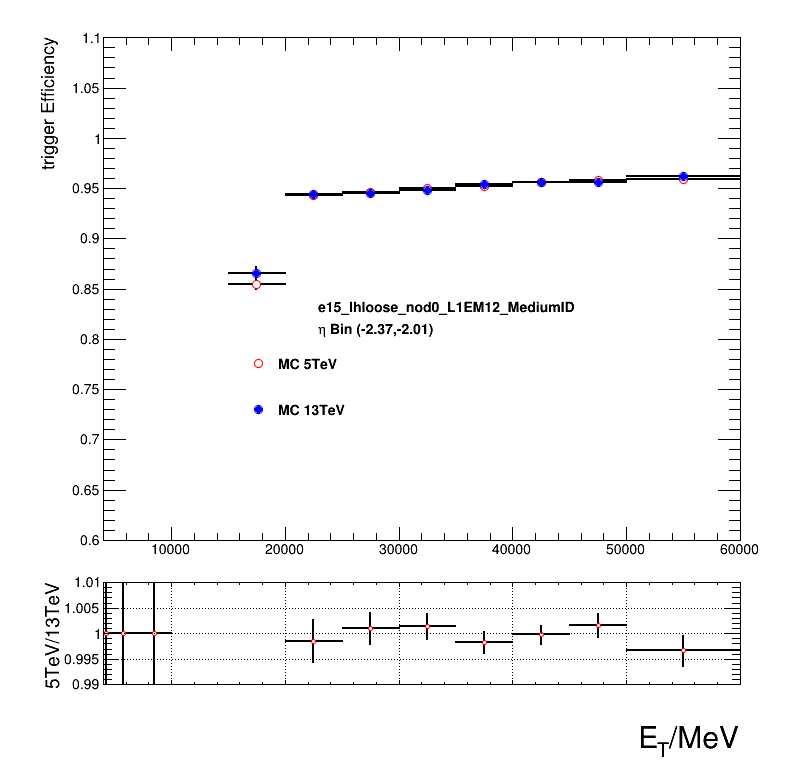 1.1
trigger Efficiency
1.05
1
0.95
0.9
0.85
e15_lhloose_nod0_L1EM12_MediumID
η Bin (-2.37,-2.01)
0.8
MC 5TeV
0.75
MC 13TeV
0.7
0.65
0.6
10000 20000 30000 40000 50000 60000
5TeV/13TeV
1.01
1.005
1
0.995
0.99
E_T/MeV